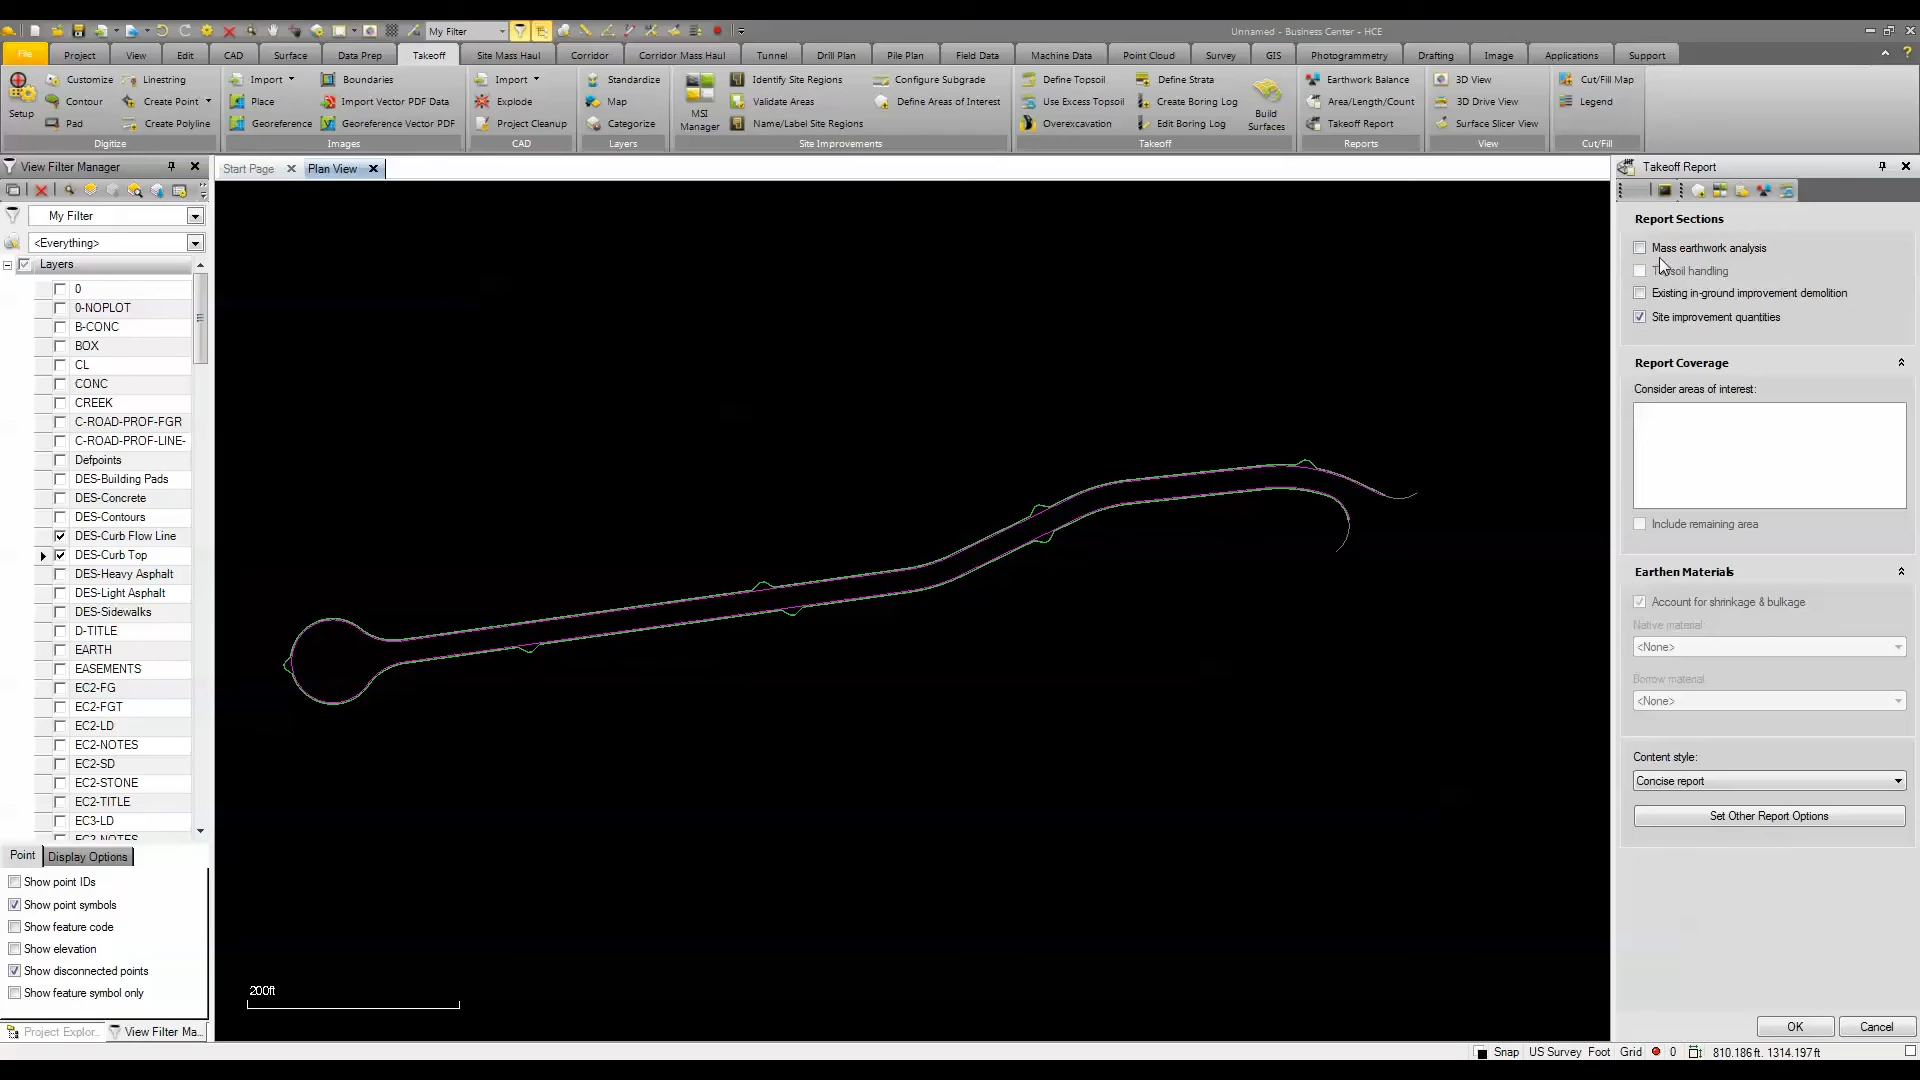 My Filter
Unnamed - Business Center - HCE
File Project View Edit CAD Surface Data Prep Takeoff Site Mass Haul Corridor Corridor Mass Haul Tunnel Drill Plan Pile Plan Field Data Machine Data Point Cloud Survey GIS Photogrammetry Drafting Image Applications Support
Customize Linestring Import Boundaries Import Standardize Identify Site Regions Configure Subgrade Define Topsoil Define Strata Earthwork Balance 3D View Cut/Fill Map
Contour Create Point Place Import Vector PDF Data Explode Map Validate Areas Define Areas of Interest Use Excess Topsoil Create Boring Log Area/Length/Count 3D Drive View Legend
Setup MSI Manager Build Surfaces
Pad Create Polyline Georeference Georeference Vector PDF Project Cleanup Categorize Name/Label Site Regions Overexcavation Edit Boring Log Takeoff Report Surface Slicer View
Digitize Images CAD Layers Site Improvements Takeoff Reports View Cut/Fill
View Filter Manager
Start Page
Plan View
My Filter
<Everything>
Layers
0
0-NOPLOT
B-CONC
BOX
CL
CONC
CREEK
C-ROAD-PROF-FGR
C-ROAD-PROF-LINE-
Defpoints
DES-Building Pads
DES-Concrete
DES-Contours
DES-Curb Flow Line
DES-Curb Top
DES-Heavy Asphalt
DES-Light Asphalt
DES-Sidewalks
D-TITLE
EARTH
EASEMENTS
EC2-FG
EC2-FGT
EC2-LD
EC2-NOTES
EC2-SD
EC2-STONE
EC2-TITLE
EC3-LD
EC3-NOTES
Point Display Options
Show point IDs
Show point symbols
Show feature code
Show elevation
Show disconnected points
Show feature symbol only
Project Explor... View Filter Ma...
200ft
Takeoff Report
Report Sections
Mass earthwork analysis
Topsoil handling
Existing in-ground improvement demolition
Site improvement quantities
Report Coverage
Consider areas of interest:
Include remaining area
Earthen Materials
Account for shrinkage & bulkage
Native material:
<None>
Borrow material:
<None>
Content style:
Concise report
Set Other Report Options
OK Cancel
Snap US Survey Foot Grid 0 810.186 ft, 1314.197 ft